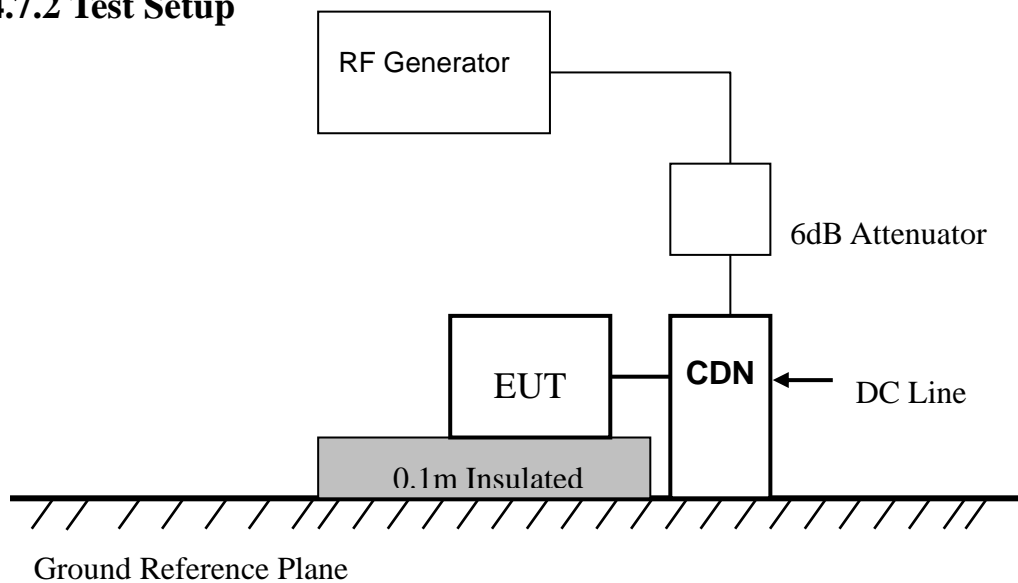 4.7.2 Test Setup
RF Generator
6dB Attenuator
EUT
CDN
DC Line
0.1m Insulated
Ground Reference Plane